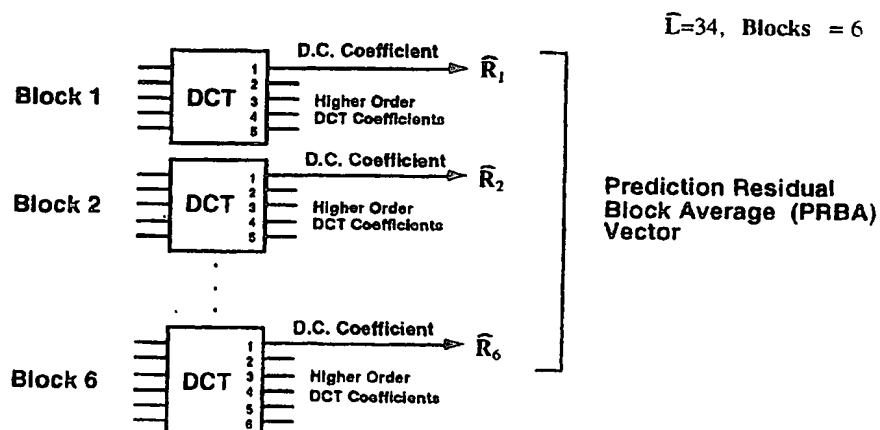 L̂=34, Blocks = 6
D.C. Coefficient
R̂1
Block 1
DCT
1
2
3
4
5
Higher Order
DCT Coefficients
D.C. Coefficient
R̂2
Block 2
DCT
1
2
3
4
5
Higher Order
DCT Coefficients
Prediction Residual
Block Average (PRBA)
Vector
D.C. Coefficient
R̂6
Block 6
DCT
1
2
3
4
5
6
Higher Order
DCT Coefficients